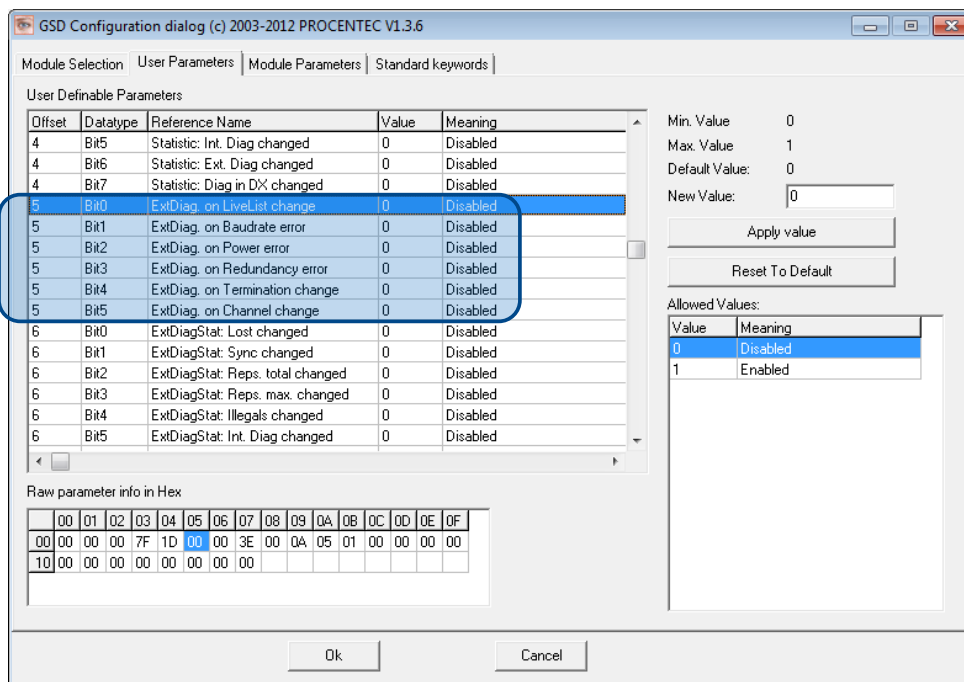 GSD Configuration dialog (c) 2003-2012 PROCENTEC V1.3.6
Module Selection User Parameters Module Parameters Standard keywords
User Definable Parameters
Offset Datatype Reference Name Value Meaning
4 Bit5 Statistic: Int. Diag changed 0 Disabled
4 Bit6 Statistic: Ext. Diag changed 0 Disabled
4 Bit7 Statistic: Diag in DX changed 0 Disabled
5 Bit0 ExtDiag. on LiveList change 0 Disabled
5 Bit1 ExtDiag. on Baudrate error 0 Disabled
5 Bit2 ExtDiag. on Power error 0 Disabled
5 Bit3 ExtDiag. on Redundancy error 0 Disabled
5 Bit4 ExtDiag. on Termination change 0 Disabled
5 Bit5 ExtDiag. on Channel change 0 Disabled
6 Bit0 ExtDiagStat: Lost changed 0 Disabled
6 Bit1 ExtDiagStat: Sync changed 0 Disabled
6 Bit2 ExtDiagStat: Reps. total changed 0 Disabled
6 Bit3 ExtDiagStat: Reps. max. changed 0 Disabled
6 Bit4 ExtDiagStat: Illegals changed 0 Disabled
6 Bit5 ExtDiagStat: Int. Diag changed 0 Disabled
Min. Value 0
Max. Value 1
Default Value: 0
New Value: 0
Apply value
Reset To Default
Allowed Values:
Value Meaning
0 Disabled
1 Enabled
Raw parameter info in Hex
00 01 02 03 04 05 06 07 08 09 0A 0B 0C 0D 0E 0F
00 00 00 00 7F 1D 00 00 3E 00 0A 05 01 00 00 00 00
10 00 00 00 00 00 00 00 00
Ok Cancel